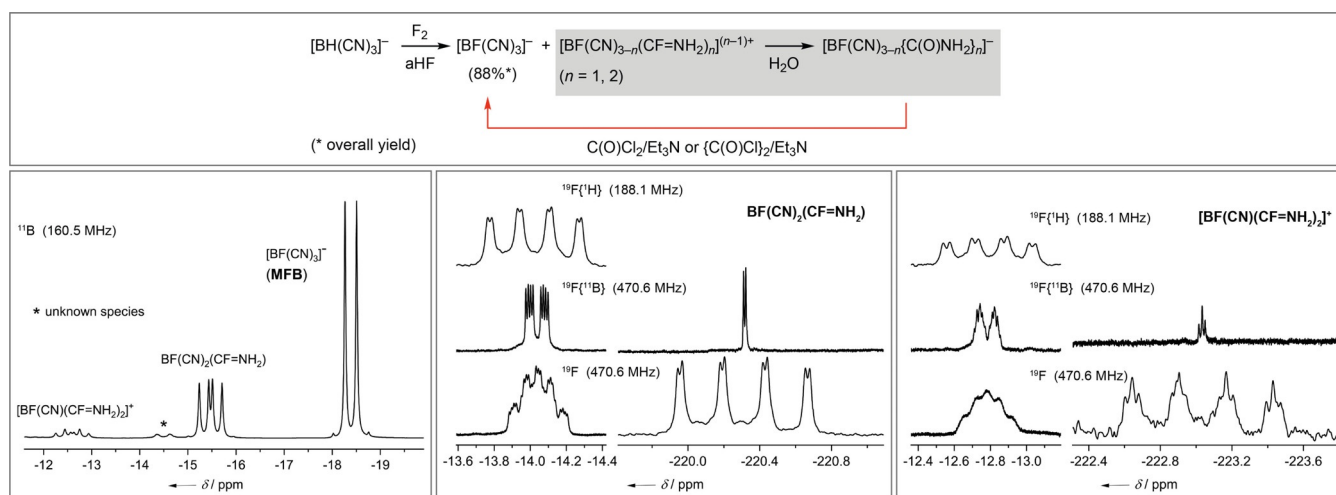 [BH(CN)₃]⁻ F₂ aHF [BF(CN)₃]⁻ + [BF(CN)₃₋ₙ(CF=NH₂)ₙ]⁽ⁿ⁻¹⁾⁺ H₂O [BF(CN)₃₋ₙ{C(O)NH₂}ₙ]⁻
(88%*) (n = 1, 2)
(* overall yield) C(O)Cl₂/Et₃N or {C(O)Cl}₂/Et₃N
¹¹B (160.5 MHz)
[BF(CN)₃]⁻
(MFB)
* unknown species
BF(CN)₂(CF=NH₂)
[BF(CN)(CF=NH₂)₂]⁺
*
-12 -13 -14 -15 -16 -17 -18 -19
δ / ppm
¹⁹F{¹H} (188.1 MHz)
BF(CN)₂(CF=NH₂)
¹⁹F{¹¹B} (470.6 MHz)
¹⁹F (470.6 MHz)
-13.6 -13.8 -14.0 -14.2 -14.4 -220.0 -220.4 -220.8
δ / ppm
¹⁹F{¹H} (188.1 MHz)
[BF(CN)(CF=NH₂)₂]⁺
¹⁹F{¹¹B} (470.6 MHz)
¹⁹F (470.6 MHz)
-12.4 -12.6 -12.8 -13.0 -222.4 -222.8 -223.2 -223.6
δ / ppm